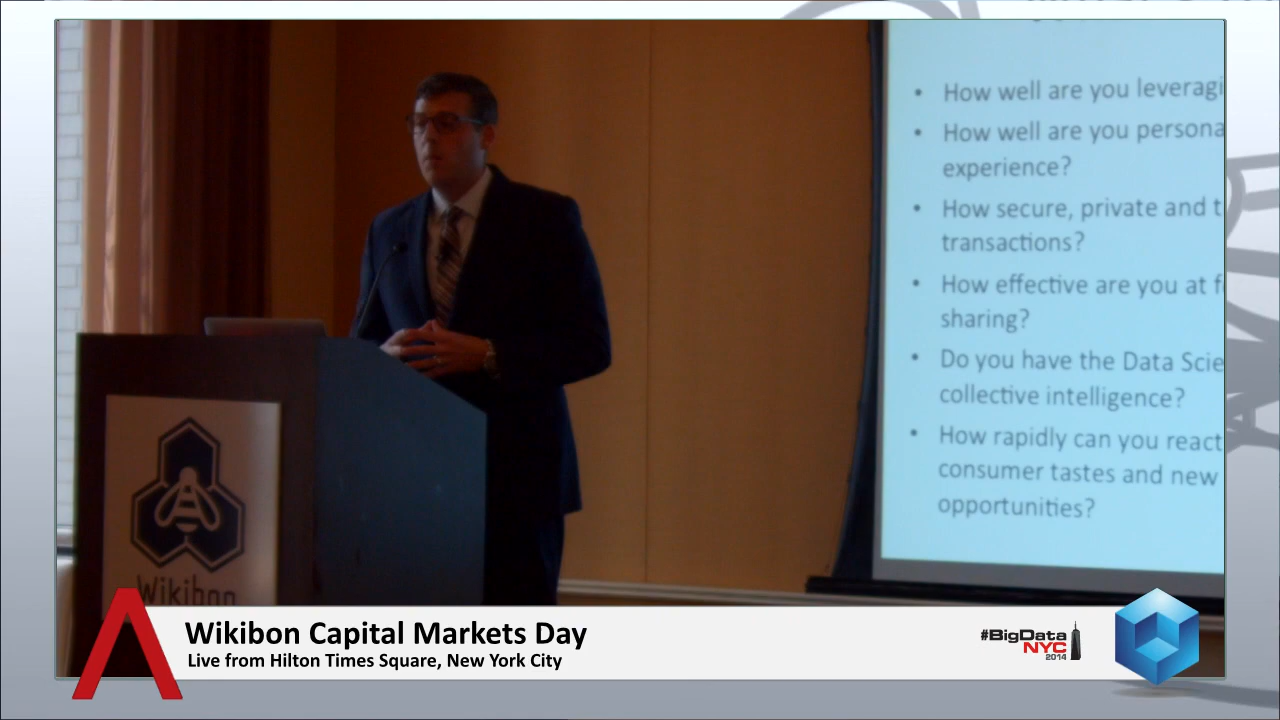 • How well are you leveragi
• How well are you persona
experience?
• How secure, private and t
transactions?
• How effective are you at f
sharing?
• Do you have the Data Scie
collective intelligence?
• How rapidly can you react
consumer tastes and new
opportunities?
Wikibon
Wikibon Capital Markets Day
Live from Hilton Times Square, New York City
#BigData
NYC
2014